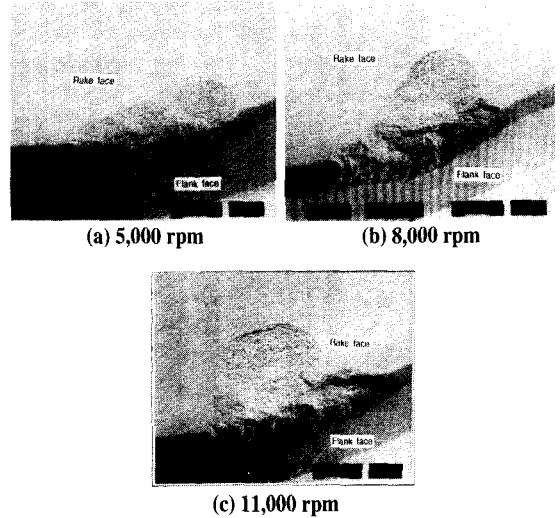 Rake face
Flank face
(a) 5,000 rpm
Rake face
Flank face
(b) 8,000 rpm
Rake face
Flank face
(c) 11,000 rpm